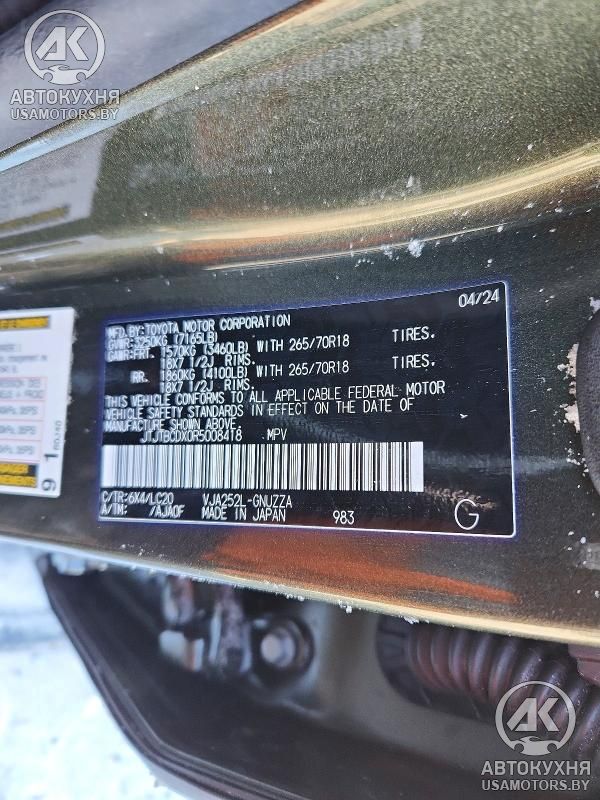 AK
АВТОКУХНЯ
USAMOTORS.BY
04/24
MFD.BY:TOYOTA MOTOR CORPORATION
GVWR:3250KG (7165LB)
GAWR:FRT. 1570KG (3460LB) WITH 265/70R18 TIRES.
18X7 1/2J RIMS.
RR. 1860KG (4100LB) WITH 265/70R18 TIRES.
18X7 1/2J RIMS.
THIS VEHICLE CONFORMS TO ALL APPLICABLE FEDERAL MOTOR
VEHICLE SAFETY STANDARDS IN EFFECT ON THE DATE OF
MANUFACTURE SHOWN ABOVE.
JTJTBCDX0R5008418 MPV
C/TR:6X4/LC20 VJA252L-GNUZZA
A/TM: /AJA0F MADE IN JAPAN 983 G
AK
АВТОКУХНЯ
USAMOTORS.BY